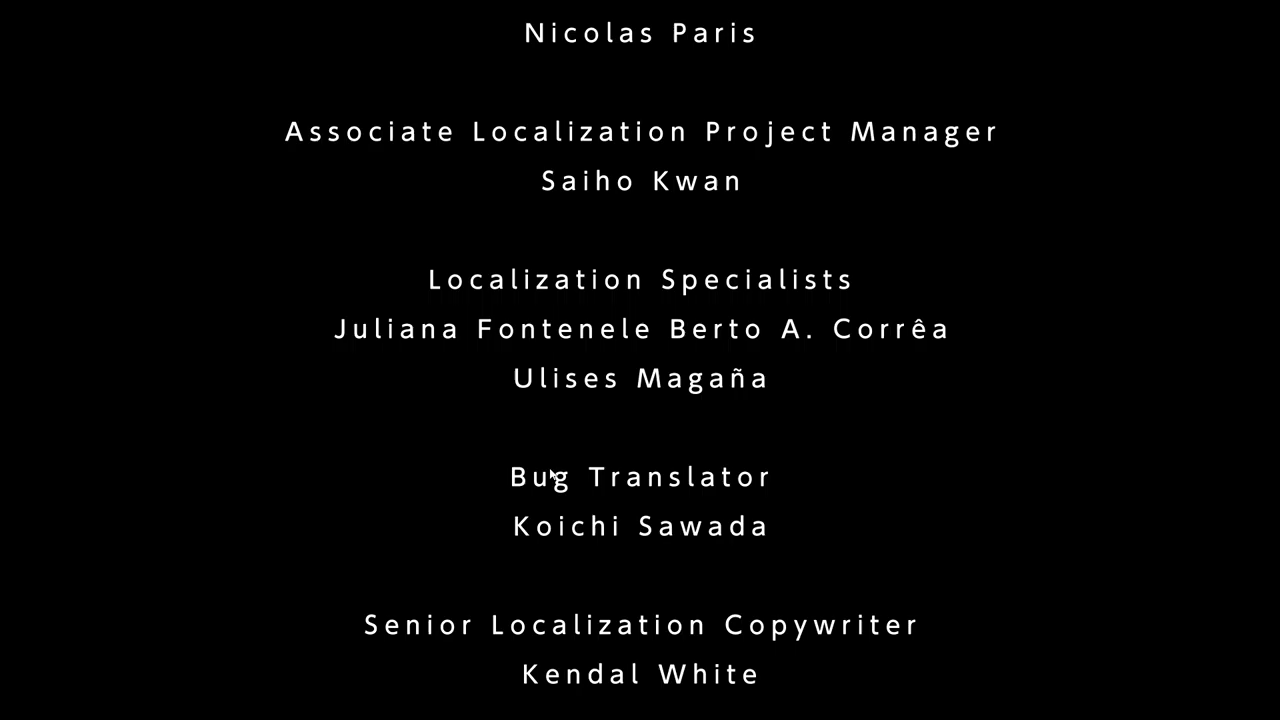 Nicolas Paris
Associate Localization Project Manager
Saiho Kwan
Localization Specialists
Juliana Fontenele Berto A. Corrêa
Ulises Magaña
Bug Translator
Koichi Sawada
Senior Localization Copywriter
Kendal White